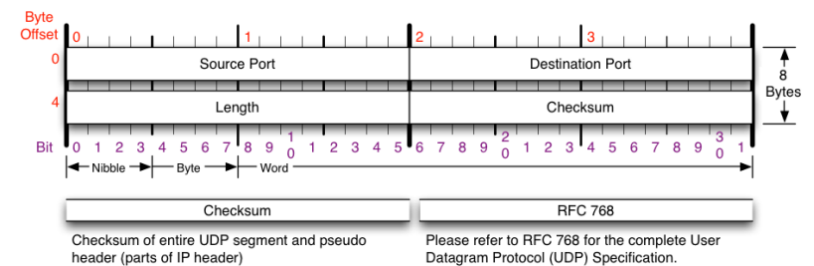 Byte
Offset
0 1 2 3
0
Source Port Destination Port
8
Bytes
4
Length Checksum
Bit 0 1 2 3 4 5 6 7 8 9 10 1 2 3 4 5 6 7 8 9 20 1 2 3 4 5 6 7 8 9 30 1
Nibble Byte Word
Checksum RFC 768
Checksum of entire UDP segment and pseudo
header (parts of IP header)
Please refer to RFC 768 for the complete User
Datagram Protocol (UDP) Specification.